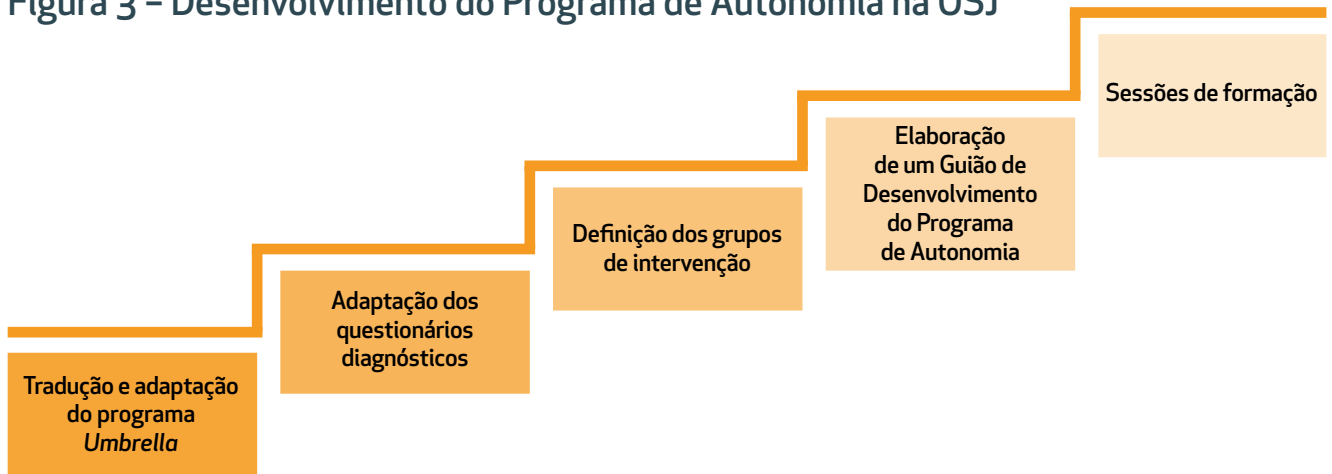 Figura 3 – Desenvolvimento do Programa de Autonomia na OSJ
Sessões de formação
Elaboração
de um Guião de
Desenvolvimento
do Programa
de Autonomia
Definição dos grupos
de intervenção
Adaptação dos
questionários
diagnósticos
Tradução e adaptação
do programa
Umbrella